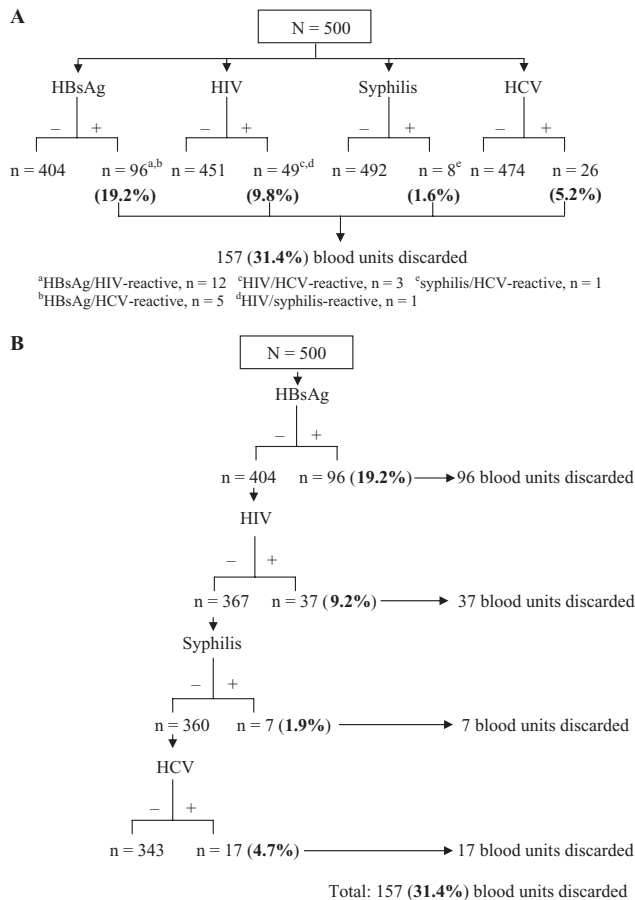 A
N = 500
HBsAg HIV Syphilis HCV
– + – + – + – +
n = 404 n = 96a,b n = 451 n = 49c,d n = 492 n = 8e n = 474 n = 26
(19.2%) (9.8%) (1.6%) (5.2%)
157 (31.4%) blood units discarded
aHBsAg/HIV-reactive, n = 12 cHIV/HCV-reactive, n = 3 esyphilis/HCV-reactive, n = 1
bHBsAg/HCV-reactive, n = 5 dHIV/syphilis-reactive, n = 1
B
N = 500
HBsAg
– +
n = 404 n = 96 (19.2%) 96 blood units discarded
HIV
– +
n = 367 n = 37 (9.2%) 37 blood units discarded
Syphilis
– +
n = 360 n = 7 (1.9%) 7 blood units discarded
HCV
– +
n = 343 n = 17 (4.7%) 17 blood units discarded
Total: 157 (31.4%) blood units discarded